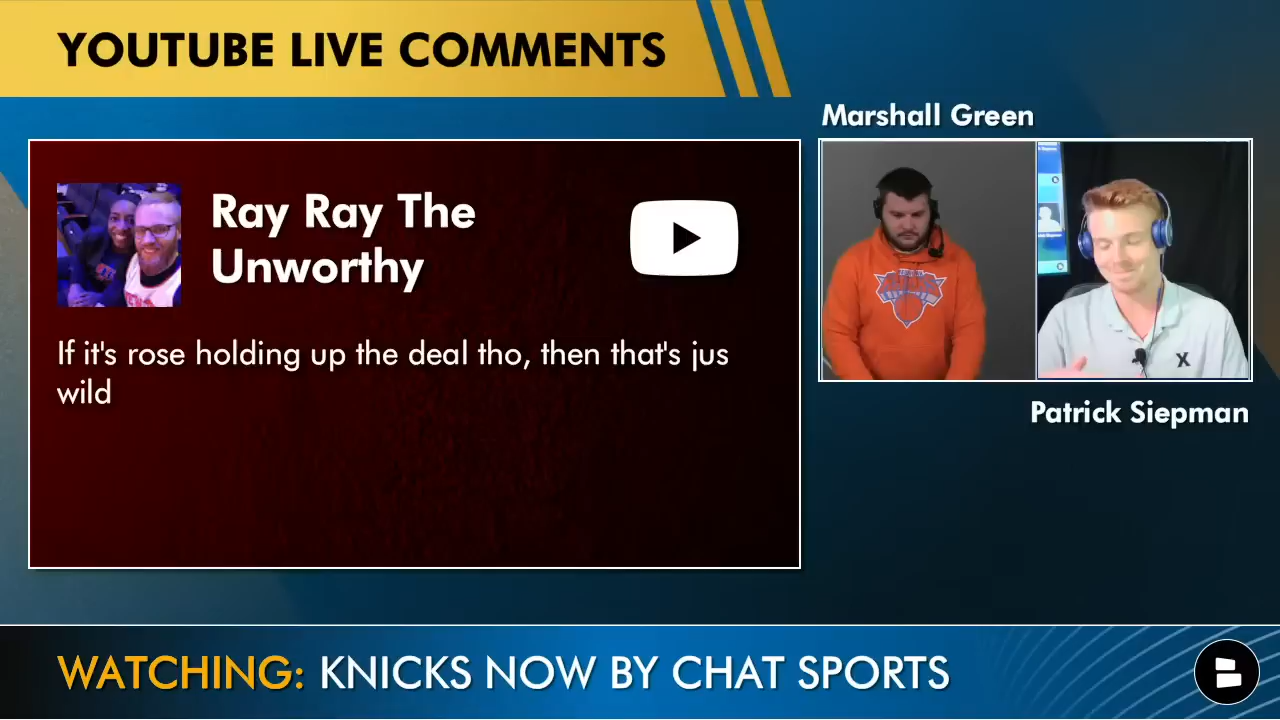 YOUTUBE LIVE COMMENTS
Marshall Green
Ray Ray The
Unworthy
If it's rose holding up the deal tho, then that's jus
wild
X
Patrick Siepman
WATCHING: KNICKS NOW BY CHAT SPORTS